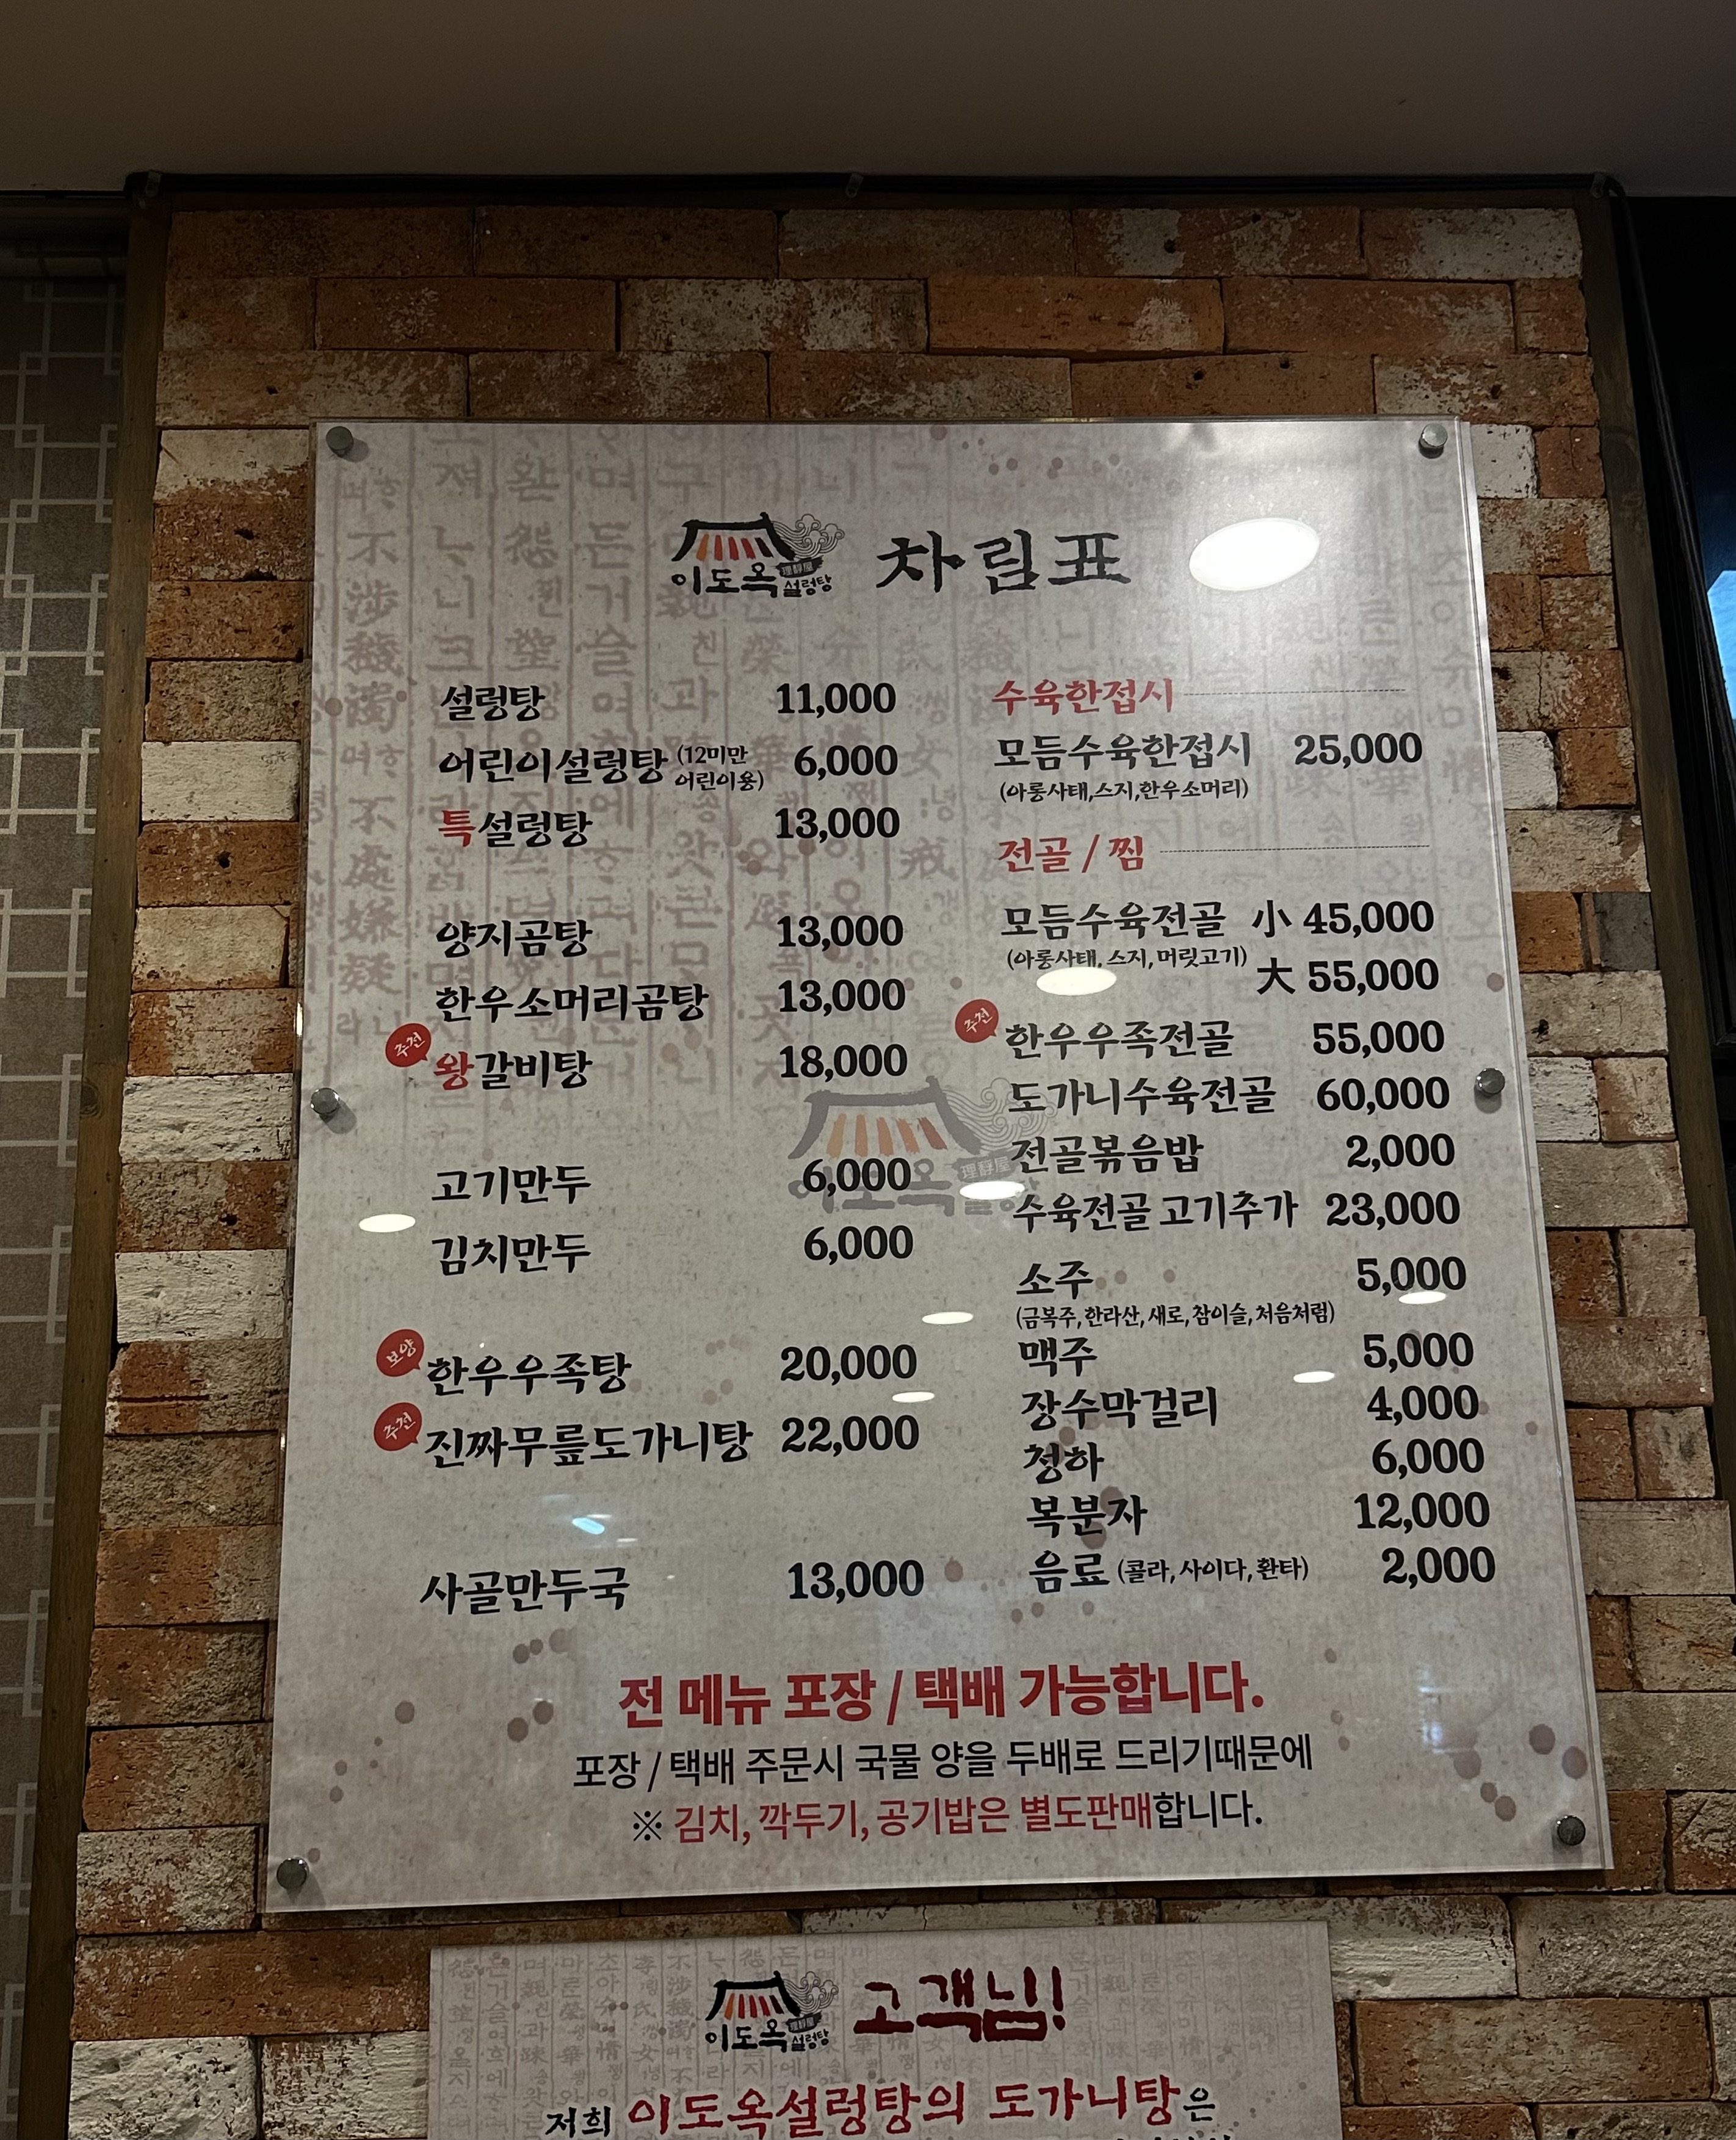 이도옥 理酴屋 설렁탕 차림표
설렁탕 11,000
어린이설렁탕 (12미만 어린이용) 6,000
특설렁탕 13,000
양지곰탕 13,000
한우소머리곰탕 13,000
추천 왕갈비탕 18,000
고기만두 6,000
김치만두 6,000
보양 한우우족탕 20,000
추천 진짜무릎도가니탕 22,000
사골만두국 13,000
수육한접시
모듬수육한접시 25,000
(아롱사태,스지,한우소머리)
전골 / 찜
모듬수육전골 小 45,000
(아롱사태, 스지, 머릿고기) 大 55,000
추천 한우우족전골 55,000
도가니수육전골 60,000
전골볶음밥 2,000
수육전골 고기추가 23,000
소주 5,000
(금복주, 한라산, 새로, 참이슬, 처음처럼)
맥주 5,000
장수막걸리 4,000
청하 6,000
복분자 12,000
음료 (콜라, 사이다, 환타) 2,000
전 메뉴 포장 / 택배 가능합니다.
포장 / 택배 주문시 국물 양을 두배로 드리기때문에
※ 김치, 깍두기, 공기밥은 별도판매합니다.
이도옥 설렁탕 고객님!
저희 이도옥설렁탕의 도가니탕은